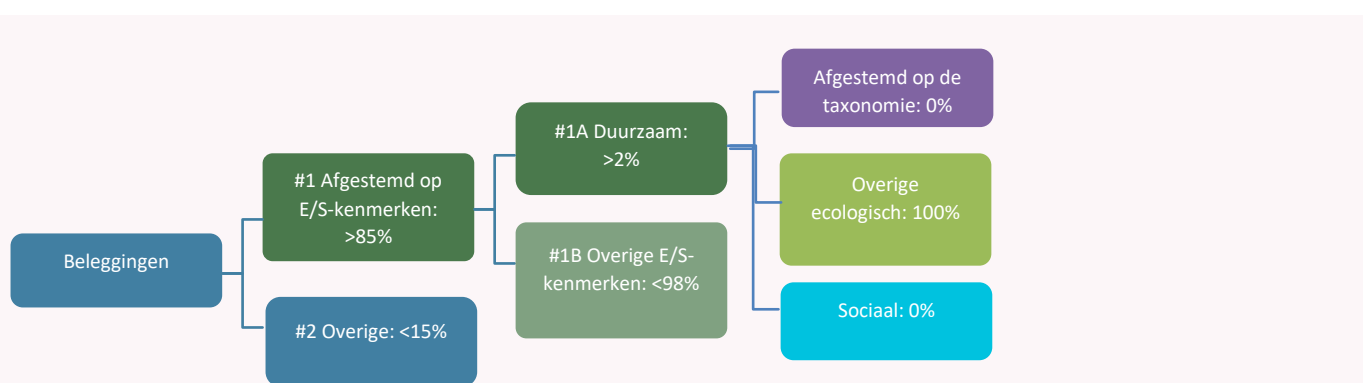 Beleggingen
#1 Afgestemd op
E/S-kenmerken:
>85%
#2 Overige: <15%
#1A Duurzaam:
>2%
#1B Overige E/S-
kenmerken: <98%
Afgestemd op de
taxonomie: 0%
Overige
ecologisch: 100%
Sociaal: 0%